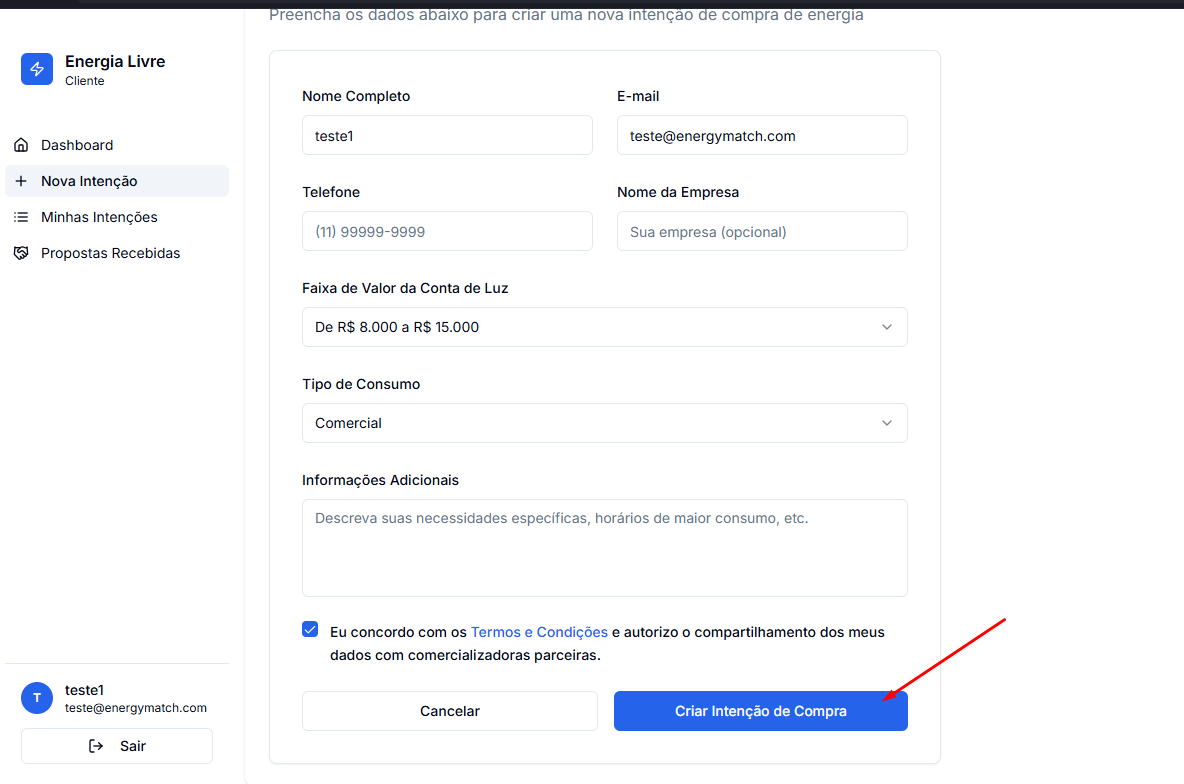 Preencha os dados abaixo para criar uma nova intenção de compra de energia
Energia Livre
Cliente
Dashboard
Nova Intenção
Minhas Intenções
Propostas Recebidas
Nome Completo
teste1
E-mail
teste@energymatch.com
Telefone
(11) 99999-9999
Nome da Empresa
Sua empresa (opcional)
Faixa de Valor da Conta de Luz
De R$ 8.000 a R$ 15.000
Tipo de Consumo
Comercial
Informações Adicionais
Descreva suas necessidades específicas, horários de maior consumo, etc.
Eu concordo com os Termos e Condições e autorizo o compartilhamento dos meus
dados com comercializadoras parceiras.
Cancelar
Criar Intenção de Compra
T
teste1
teste@energymatch.com
Sair